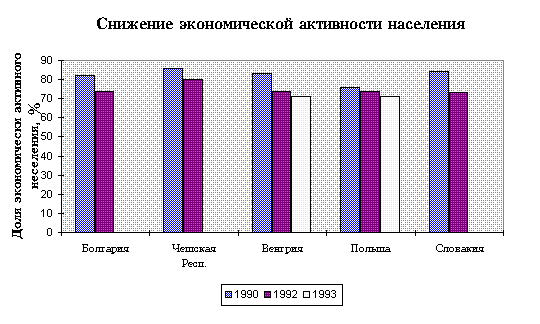 Снижение экономической активности населения
Доля экономически активного
неселения, %
90
80
70
60
50
40
30
20
10
0
Болгария
Чешская
Респ.
Венгрия
Польша
Словакия
1990
1992
1993